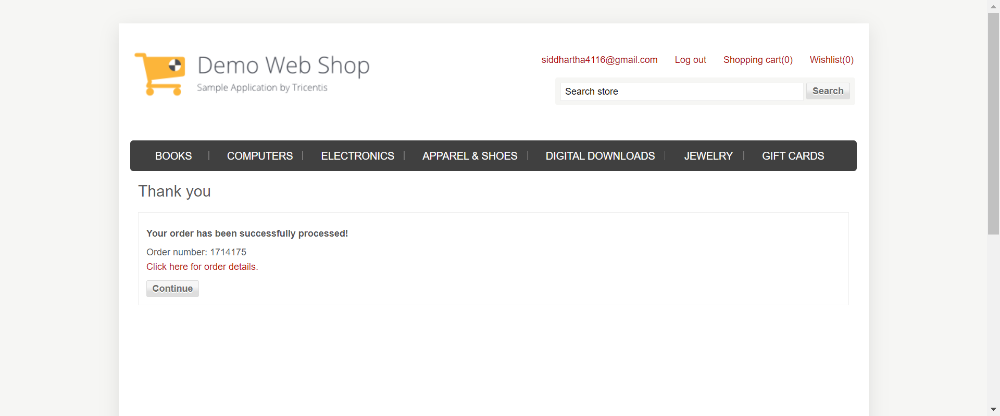 Demo Web Shop
Sample Application by Tricentis
siddhartha4116@gmail.com Log out Shopping cart(0) Wishlist(0)
Search store Search
BOOKS COMPUTERS ELECTRONICS APPAREL & SHOES DIGITAL DOWNLOADS JEWELRY GIFT CARDS
Thank you
Your order has been successfully processed!
Order number: 1714175
Click here for order details.
Continue